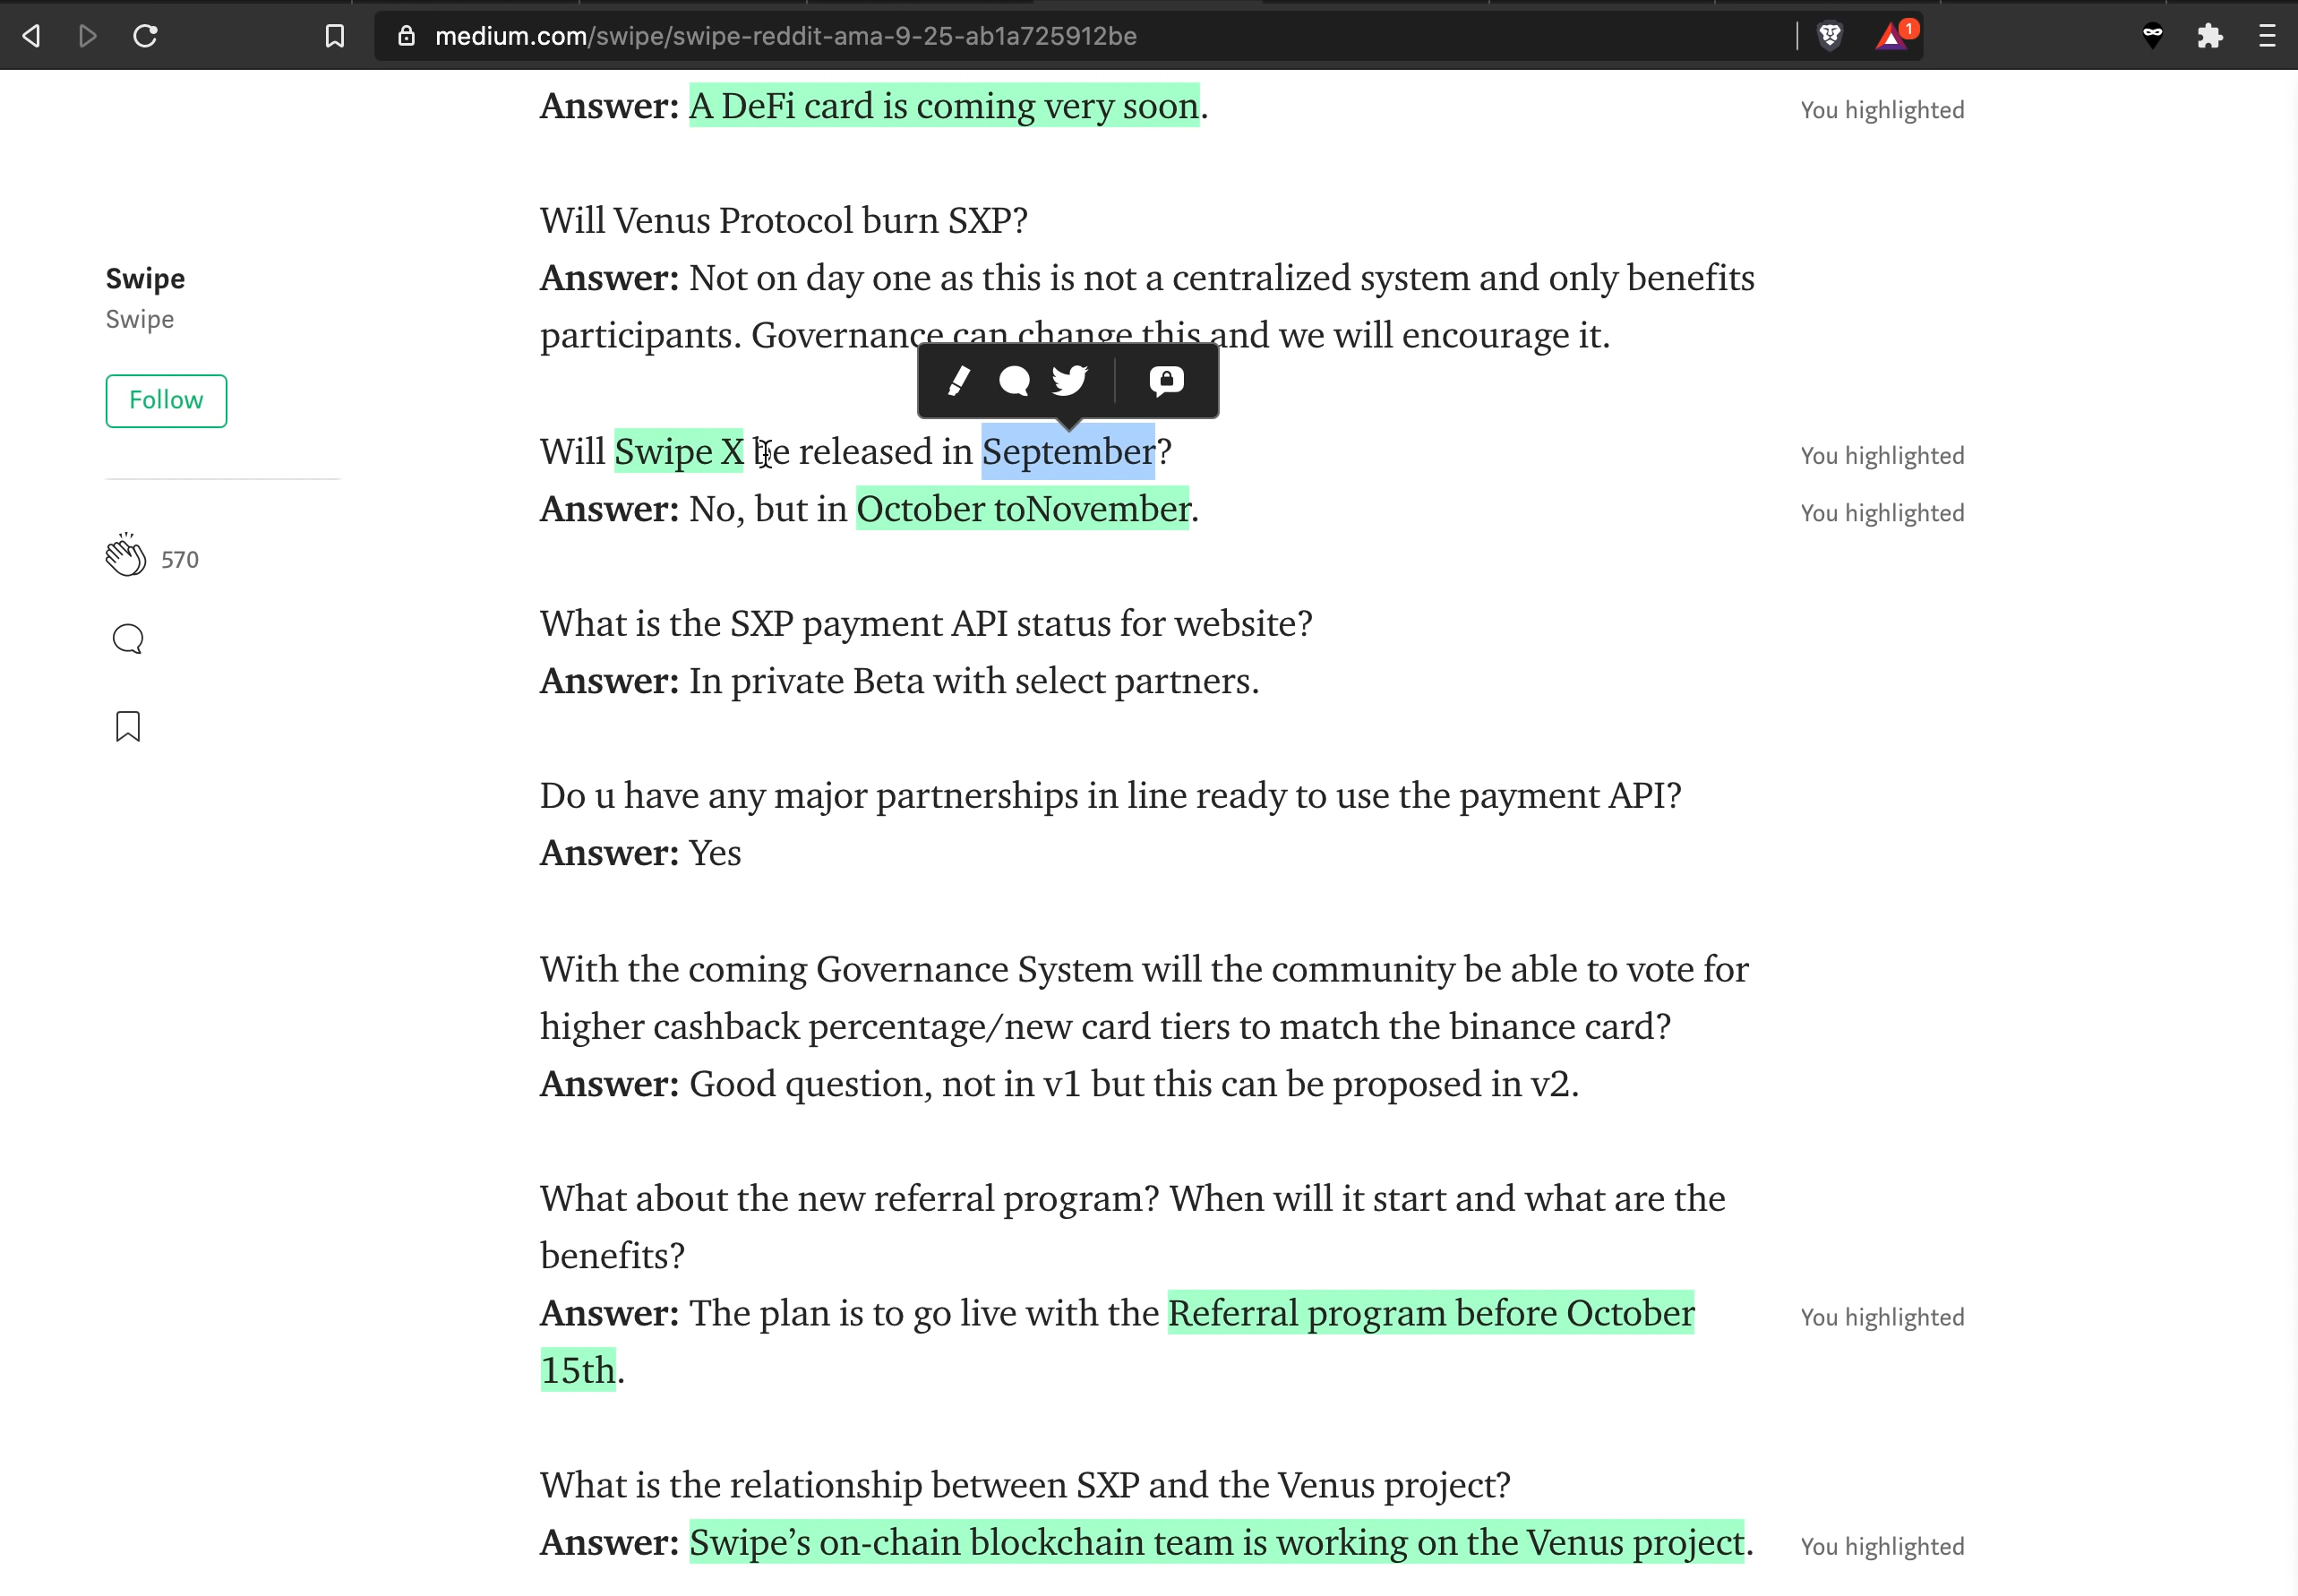 medium.com/swipe/swipe-reddit-ama-9-25-ab1a725912be
1
Answer: A DeFi card is coming very soon.
You highlighted
Will Venus Protocol burn SXP?
Answer: Not on day one as this is not a centralized system and only benefits
participants. Governance can change this and we will encourage it.
Swipe
Swipe
Follow
570
Will Swipe X be released in September?
You highlighted
Answer: No, but in October toNovember.
You highlighted
What is the SXP payment API status for website?
Answer: In private Beta with select partners.
Do u have any major partnerships in line ready to use the payment API?
Answer: Yes
With the coming Governance System will the community be able to vote for
higher cashback percentage/new card tiers to match the binance card?
Answer: Good question, not in v1 but this can be proposed in v2.
What about the new referral program? When will it start and what are the
benefits?
Answer: The plan is to go live with the Referral program before October
You highlighted
15th.
What is the relationship between SXP and the Venus project?
Answer: Swipe’s on-chain blockchain team is working on the Venus project.
You highlighted